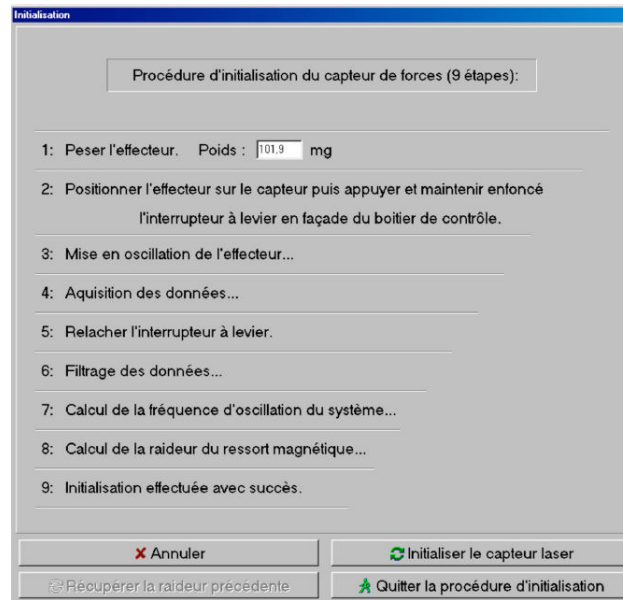 Initialisation
Procédure d'initialisation du capteur de forces (9 étapes):
1: Peser l'effecteur. Poids : 101,9 mg
2: Positionner l'effecteur sur le capteur puis appuyer et maintenir enfoncé
l'interrupteur à levier en façade du boitier de contrôle.
3: Mise en oscillation de l'effecteur...
4: Aquisition des données...
5: Relacher l'interrupteur à levier.
6: Filtrage des données...
7: Calcul de la fréquence d'oscillation du système...
8: Calcul de la raideur du ressort magnétique...
9: Initialisation effectuée avec succès.
Annuler
Initialiser le capteur laser
Récupérer la raideur précédente
Quitter la procédure d'initialisation